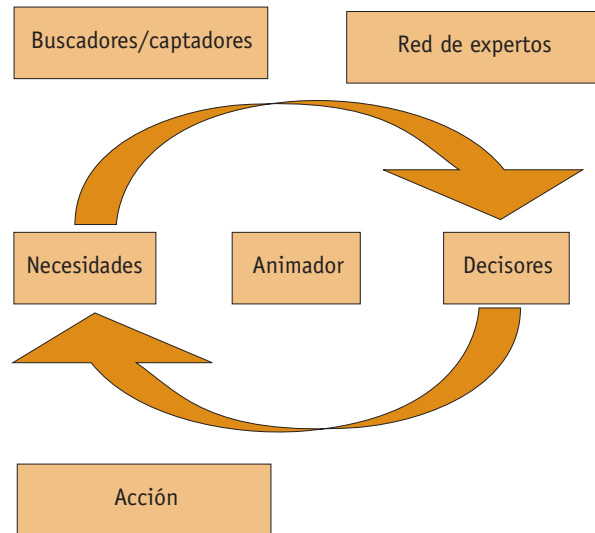 Buscadores/captadores
Red de expertos
Necesidades
Animador
Decisores
Acción